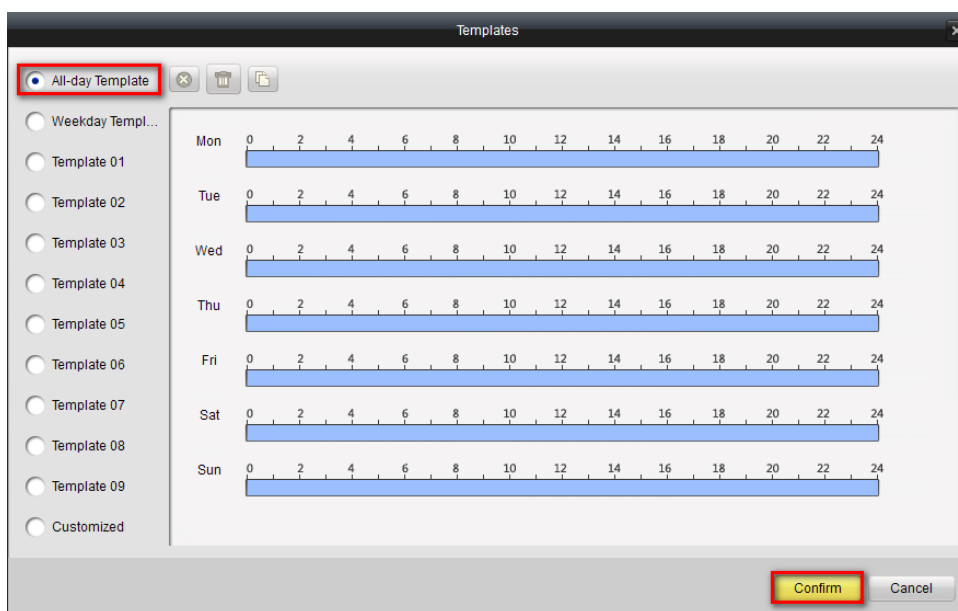 Templates
All-day Template
Weekday Templ...
Template 01
Template 02
Template 03
Template 04
Template 05
Template 06
Template 07
Template 08
Template 09
Customized
Mon 0 2 4 6 8 10 12 14 16 18 20 22 24
Tue 0 2 4 6 8 10 12 14 16 18 20 22 24
Wed 0 2 4 6 8 10 12 14 16 18 20 22 24
Thu 0 2 4 6 8 10 12 14 16 18 20 22 24
Fri 0 2 4 6 8 10 12 14 16 18 20 22 24
Sat 0 2 4 6 8 10 12 14 16 18 20 22 24
Sun 0 2 4 6 8 10 12 14 16 18 20 22 24
Confirm Cancel